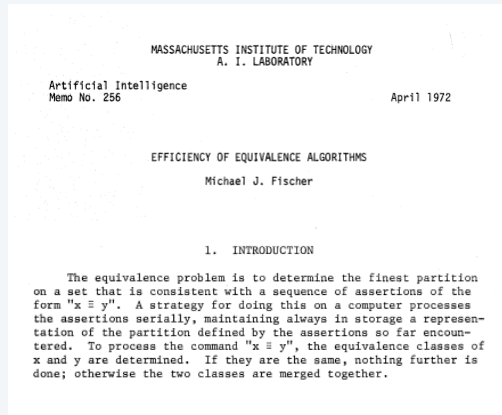 MASSACHUSETTS INSTITUTE OF TECHNOLOGY
A. I. LABORATORY
Artificial Intelligence
Memo No. 256 April 1972
EFFICIENCY OF EQUIVALENCE ALGORITHMS
Michael J. Fischer
1. INTRODUCTION
The equivalence problem is to determine the finest partition
on a set that is consistent with a sequence of assertions of the
form "x ≡ y". A strategy for doing this on a computer processes
the assertions serially, maintaining always in storage a represen-
tation of the partition defined by the assertions so far encoun-
tered. To process the command "x ≡ y", the equivalence classes of
x and y are determined. If they are the same, nothing further is
done; otherwise the two classes are merged together.